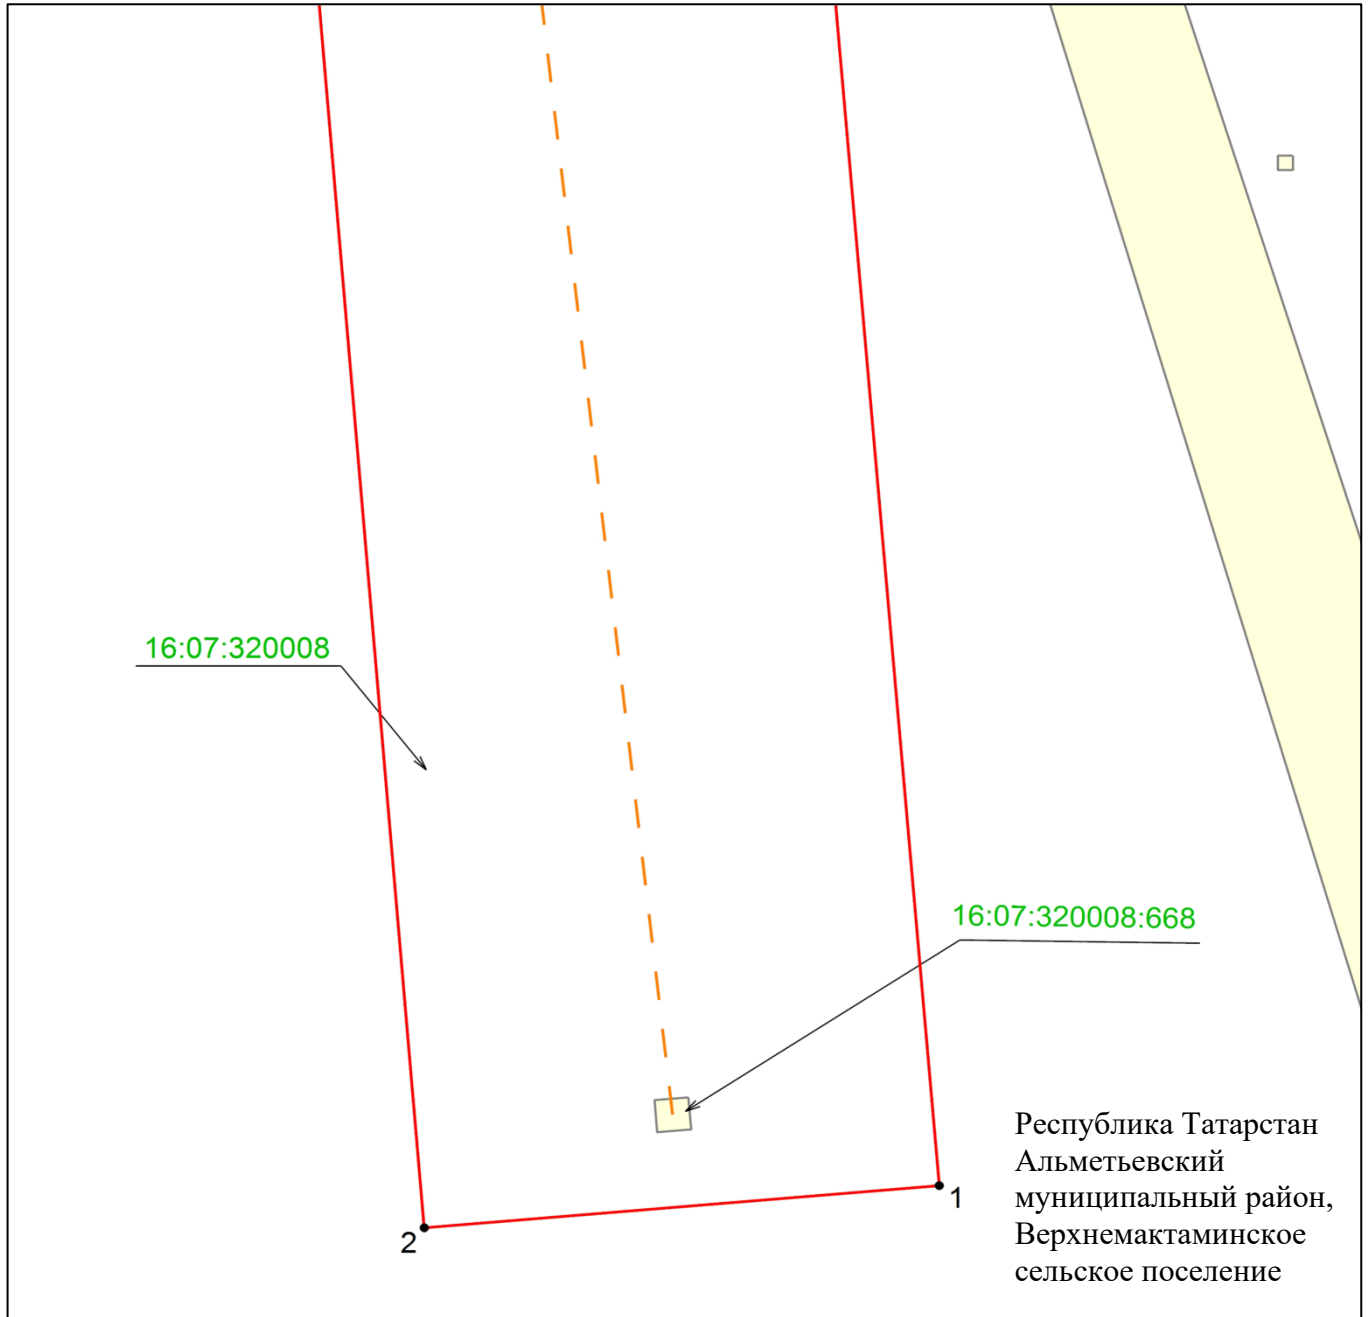 16:07:320008
16:07:320008:668
1
2
Республика Татарстан
Альметьевский
муниципальный район,
Верхнемактаминское
сельское поселение